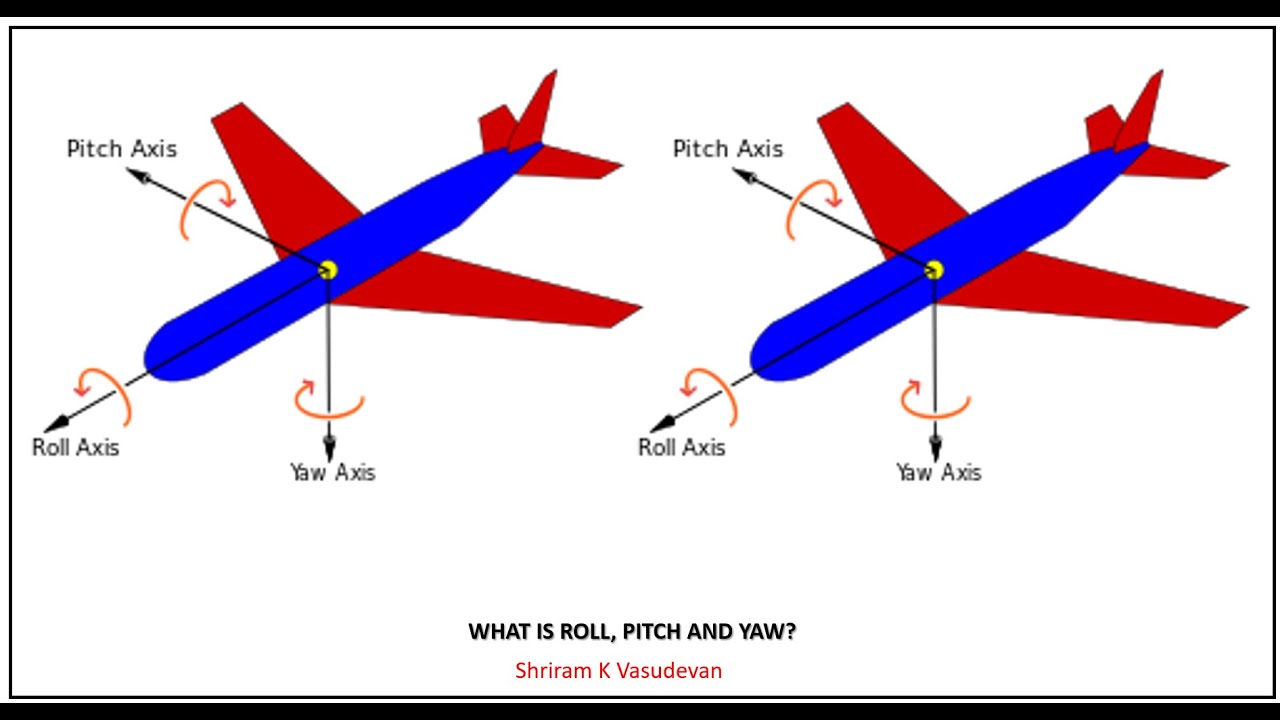 Pitch Axis
Pitch Axis
Roll Axis
Roll Axis
Yaw Axis
Yaw Axis
WHAT IS ROLL, PITCH AND YAW?
Shriram K Vasudevan